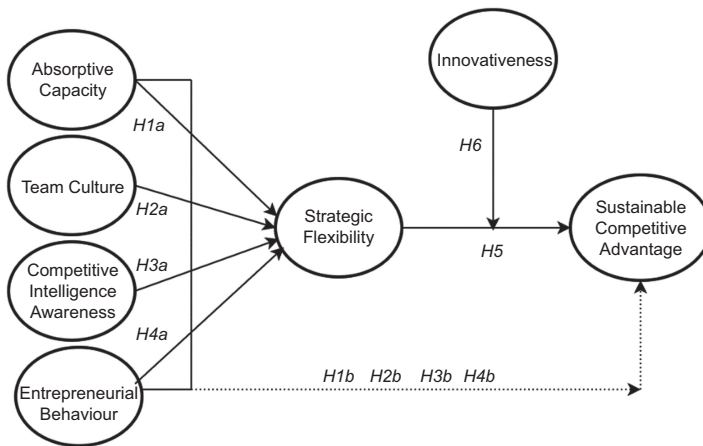 Absorptive
Capacity
Innovativeness
H1a
H6
Team Culture
H2a
Strategic
Flexibility
Sustainable
Competitive
Advantage
H5
Competitive
Intelligence
Awareness
H3a
H4a
Entrepreneurial
Behaviour
H1b H2b H3b H4b